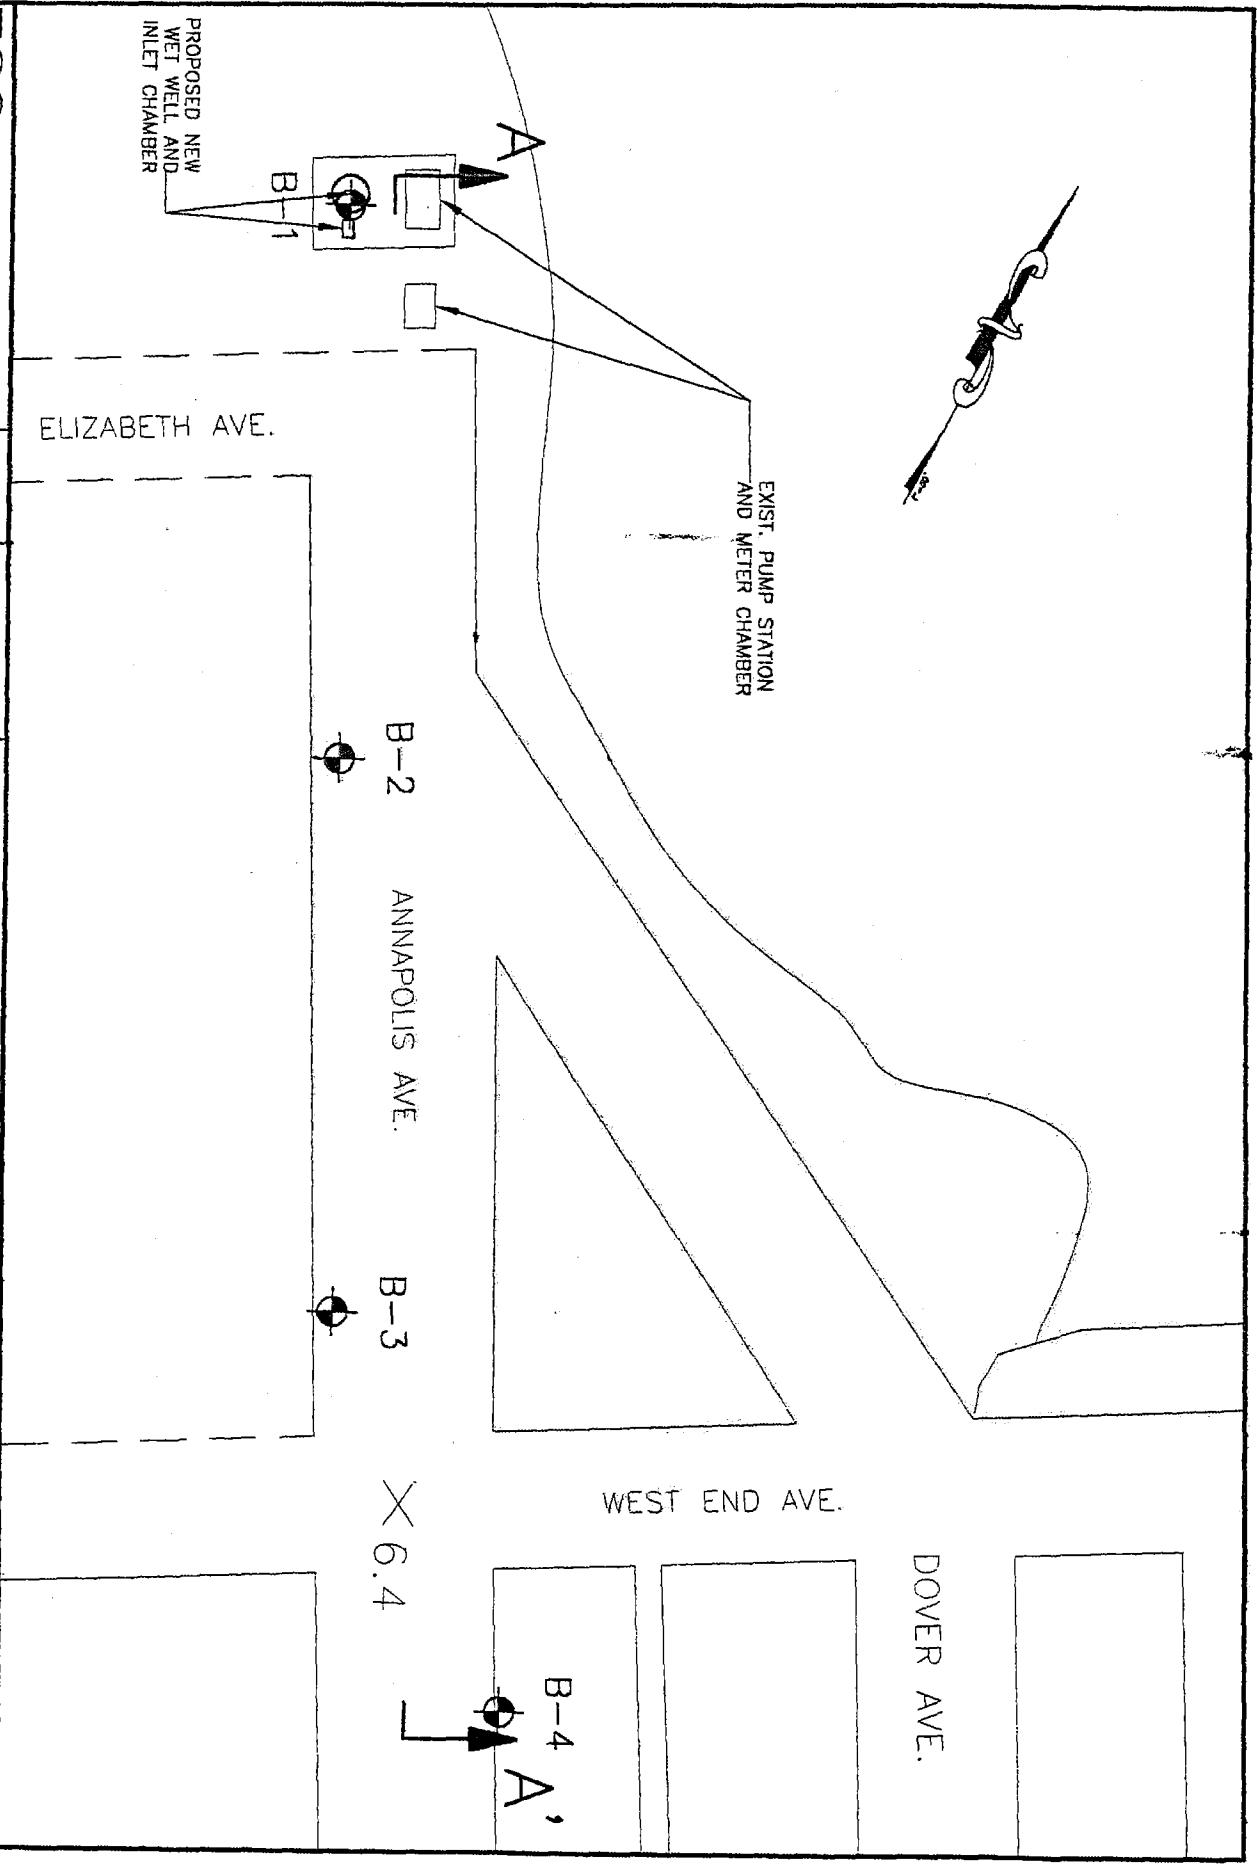 PROPOSED NEW
WET WELL AND
INLET CHAMBER
A
B-1
EXIST. PUMP STATION
AND METER CHAMBER
ELIZABETH AVE.
B-2
ANNAPOLIS AVE.
B-3
X 6.4
WEST END AVE.
DOVER AVE.
B-4
A'